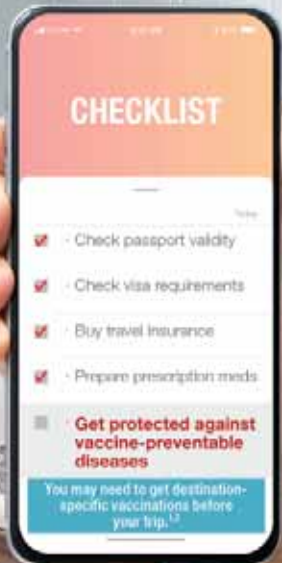 CHECKLIST
Today
· Check passport validity
· Check visa requirements
· Buy travel insurance
· Prepare prescription meds
· Get protected against
vaccine-preventable
diseases
You may need to get destination-
specific vaccinations before
your trip.¹,²